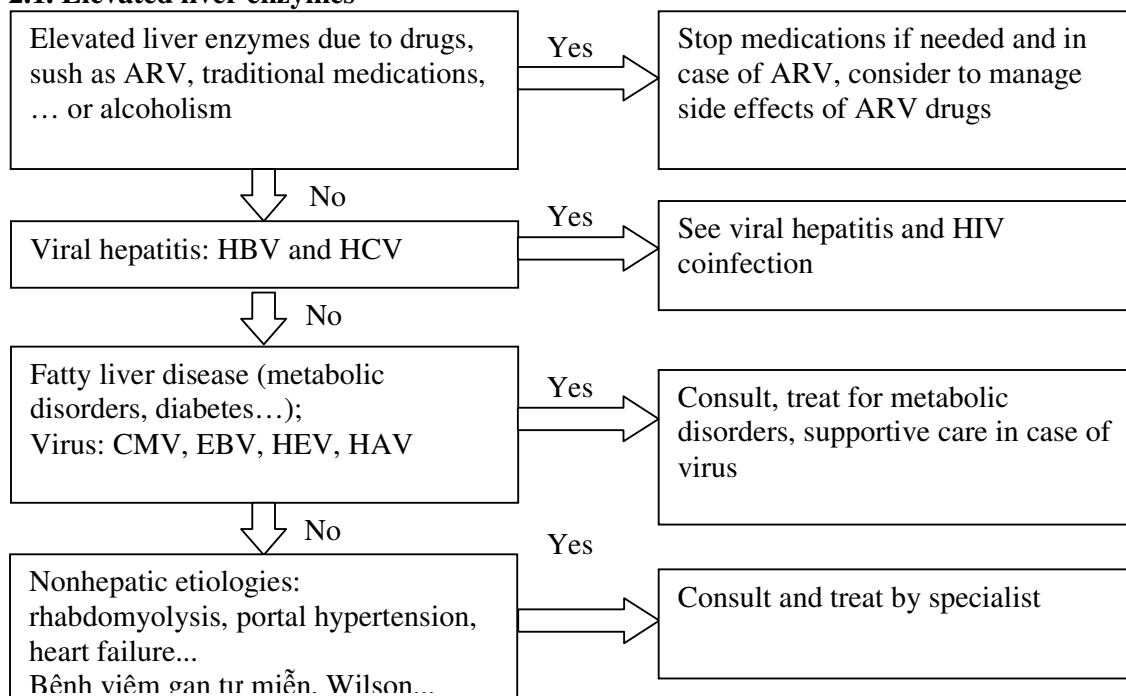 2.1. Elevated liver enzymes
Elevated liver enzymes due to drugs,
sush as ARV, traditional medications,
… or alcoholism
Yes
Stop medications if needed and in
case of ARV, consider to manage
side effects of ARV drugs
No
Viral hepatitis: HBV and HCV
Yes
See viral hepatitis and HIV
coinfection
No
Fatty liver disease (metabolic
disorders, diabetes…);
Virus: CMV, EBV, HEV, HAV
Yes
Consult, treat for metabolic
disorders, supportive care in case of
virus
No
Yes
Nonhepatic etiologies:
rhabdomyolysis, portal hypertension,
heart failure...
Bệnh viêm gan tự miễn, Wilson...
Consult and treat by specialist